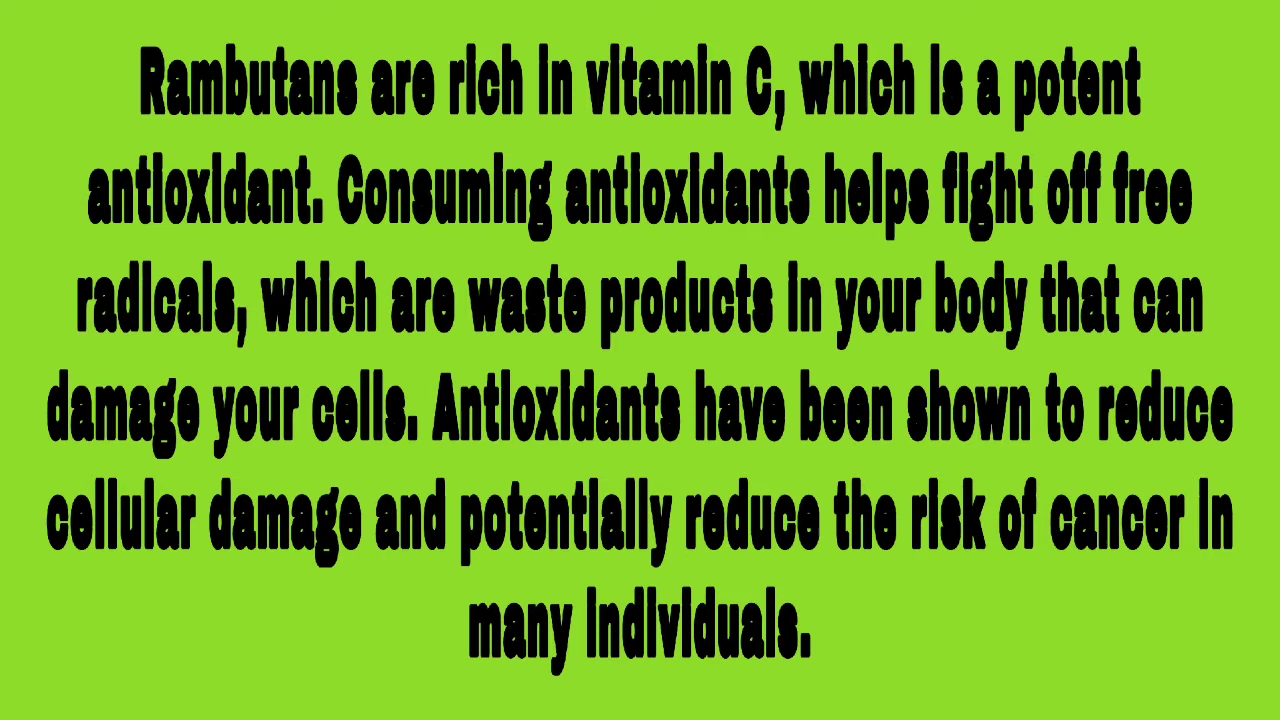 Rambutans are rich in vitamin C, which is a potent
antioxidant. Consuming antioxidants helps fight off free
radicals, which are waste products in your body that can
damage your cells. Antioxidants have been shown to reduce
cellular damage and potentially reduce the risk of cancer in
many individuals.